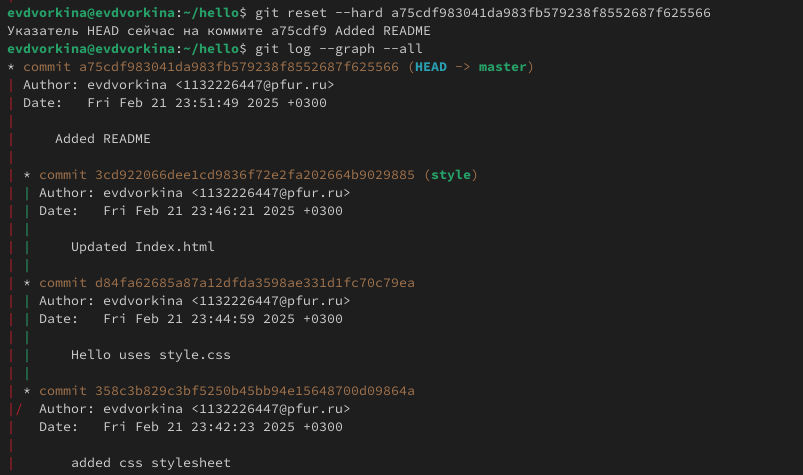 evdvorkina@evdvorkina:~/hello$ git reset --hard a75cdf983041da983fb579238f8552687f625566
Указатель HEAD сейчас на коммите a75cdf9 Added README
evdvorkina@evdvorkina:~/hello$ git log --graph --all
* commit a75cdf983041da983fb579238f8552687f625566 (HEAD -> master)
| Author: evdvorkina <1132226447@pfur.ru>
| Date:   Fri Feb 21 23:51:49 2025 +0300
|
|     Added README
|
| * commit 3cd922066dee1cd9836f72e2fa202664b9029885 (style)
| | Author: evdvorkina <1132226447@pfur.ru>
| | Date:   Fri Feb 21 23:46:21 2025 +0300
| |
| |     Updated Index.html
| |
| * commit d84fa62685a87a12dfda3598ae331d1fc70c79ea
| | Author: evdvorkina <1132226447@pfur.ru>
| | Date:   Fri Feb 21 23:44:59 2025 +0300
| |
| |     Hello uses style.css
| |
| * commit 358c3b829c3bf5250b45bb94e15648700d09864a
|/  Author: evdvorkina <1132226447@pfur.ru>
|   Date:   Fri Feb 21 23:42:23 2025 +0300
|
|       added css stylesheet